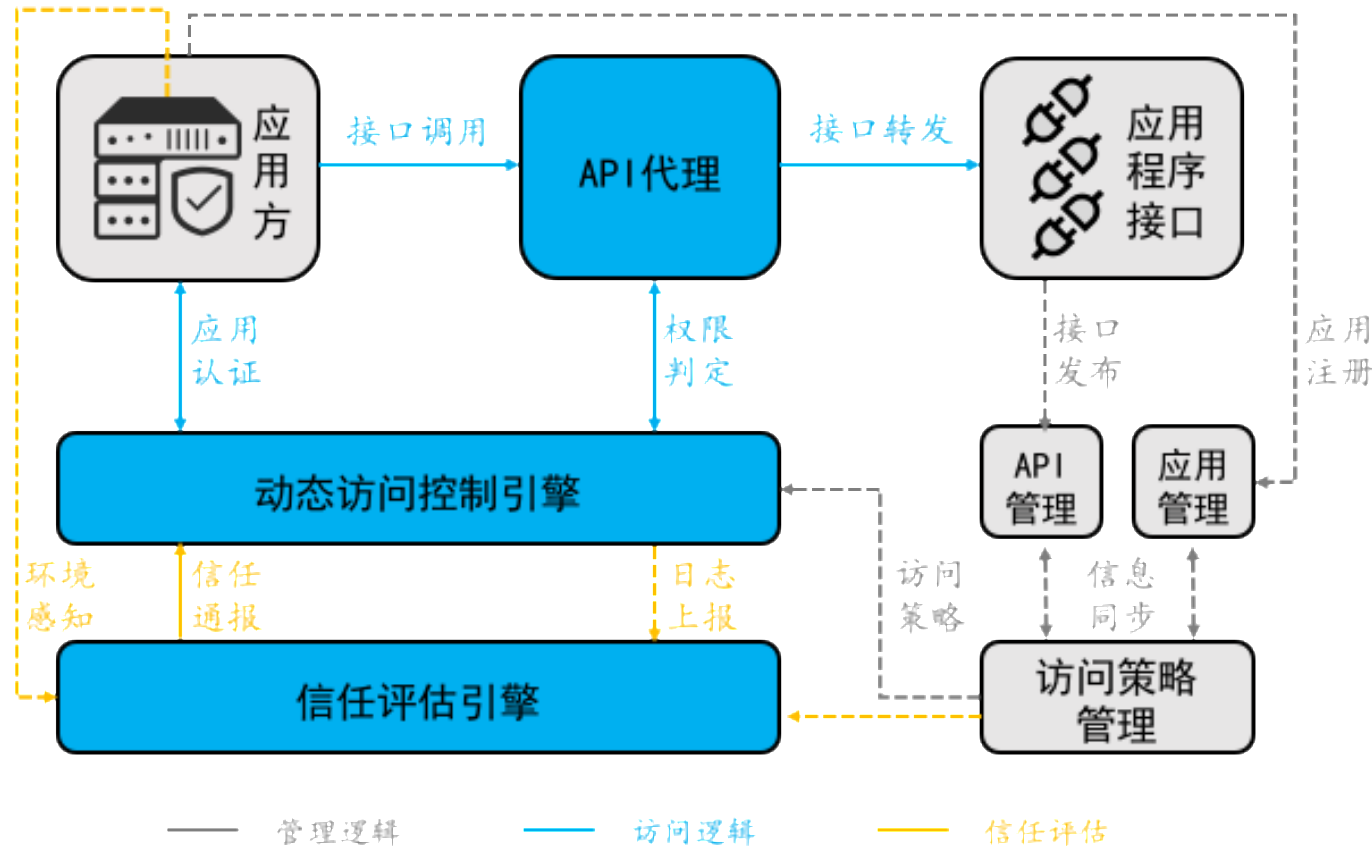 应
用
方
接口调用
API代理
接口转发
应用
程序
接口
应用
认证
权限
判定
接口
发布
应用
注册
动态访问控制引擎
API
管理
应用
管理
环境
感知
信任
通报
日志
上报
访问
策略
信息
同步
信任评估引擎
访问策略
管理
管理逻辑
访问逻辑
信任评估